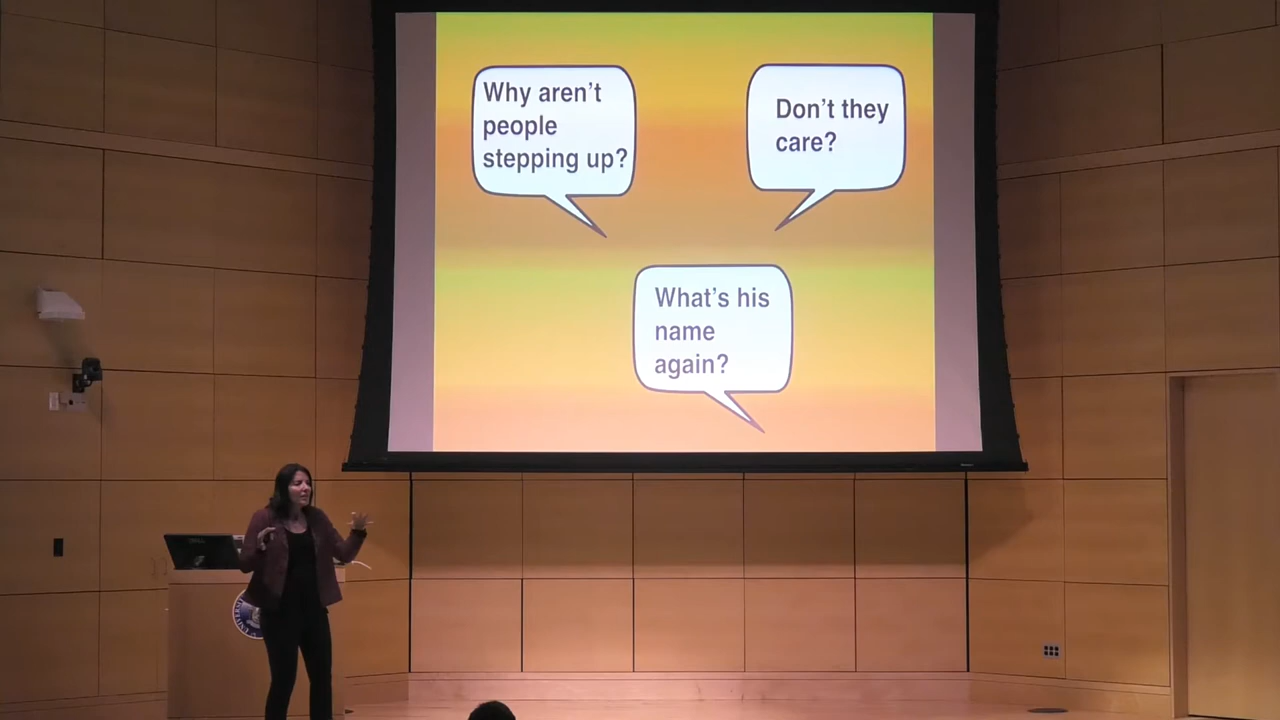 Why aren't
people
stepping up?
Don't they
care?
What's his
name
again?